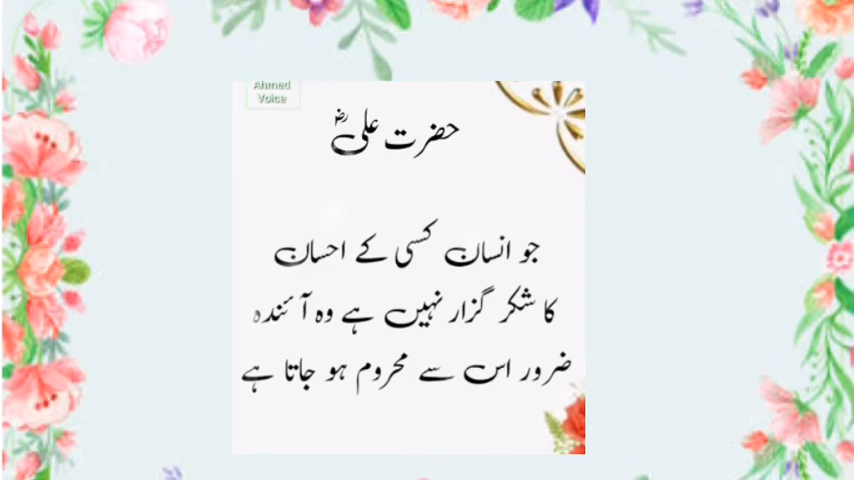 Ahmed
Voice
حضرت علیؓ
جو انسان کسی کے احسان
کا شکر گزار نہیں ہے وہ آئندہ
ضرور اس سے محروم ہو جاتا ہے